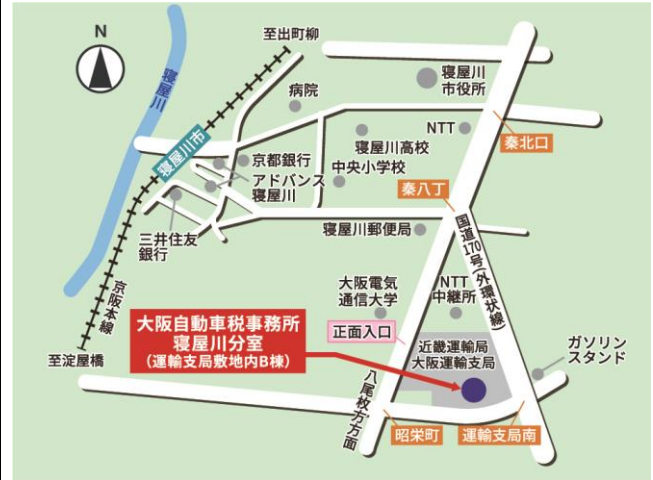 N
至出町柳
寝屋川
病院
寝屋川
市役所
寝屋川市
NTT
秦北口
寝屋川高校
京都銀行
中央小学校
アドバンス
寝屋川
秦八丁
三井住友
銀行
寝屋川郵便局
国道170号(外環状線)
京阪本線
大阪電気
通信大学
NTT
中継所
大阪自動車税事務所
寝屋川分室
(運輸支局敷地内B棟)
正面入口
近畿運輸局
大阪運輸支局
ガソリン
スタンド
至淀屋橋
八尾枚方方面
昭栄町
運輸支局南